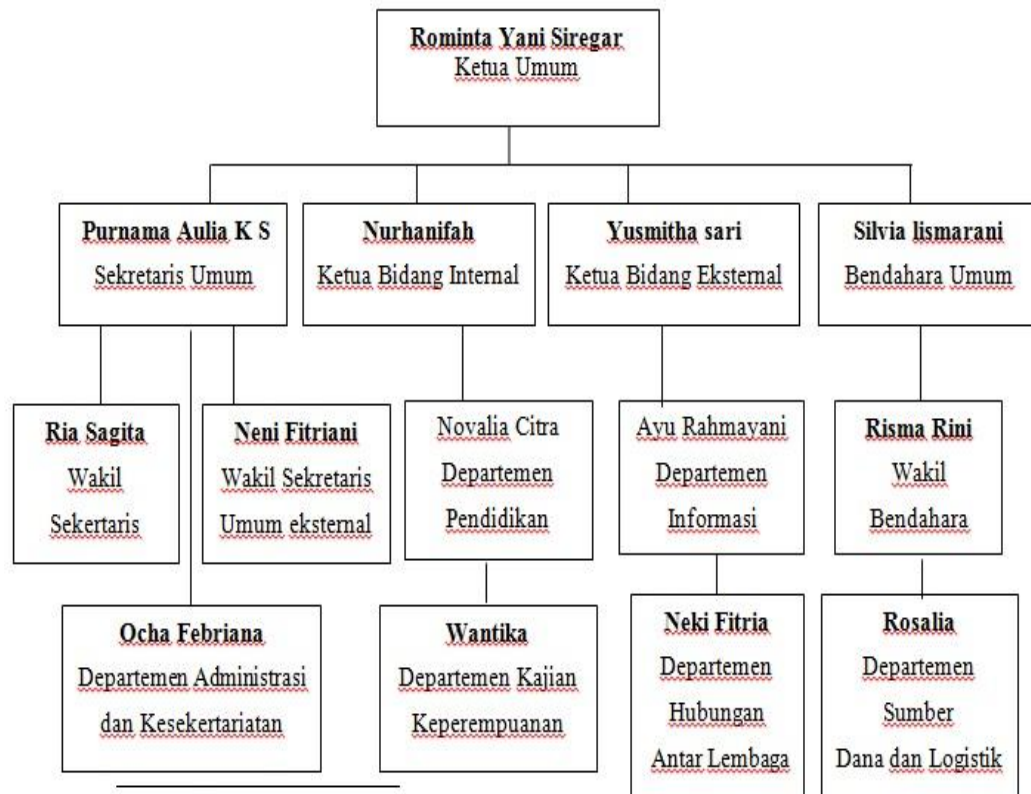 Rominta Yani Siregar
Ketua Umum
Purnama Aulia K S
Sekretaris Umum
Nurhanifah
Ketua Bidang Internal
Yusmitha sari
Ketua Bidang Eksternal
Silvia lismarani
Bendahara Umum
Ria Sagita
Wakil
Sekertaris
Neni Fitriani
Wakil Sekretaris
Umum eksternal
Novalia Citra
Departemen
Pendidikan
Ayu Rahmayani
Departemen
Informasi
Risma Rini
Wakil
Bendahara
Ocha Febriana
Departemen Administrasi
dan Kesekertariatan
Wantika
Departemen Kajian
Keperempuanan
Neki Fitria
Departemen
Hubungan
Antar Lembaga
Rosalia
Departemen
Sumber
Dana dan Logistik